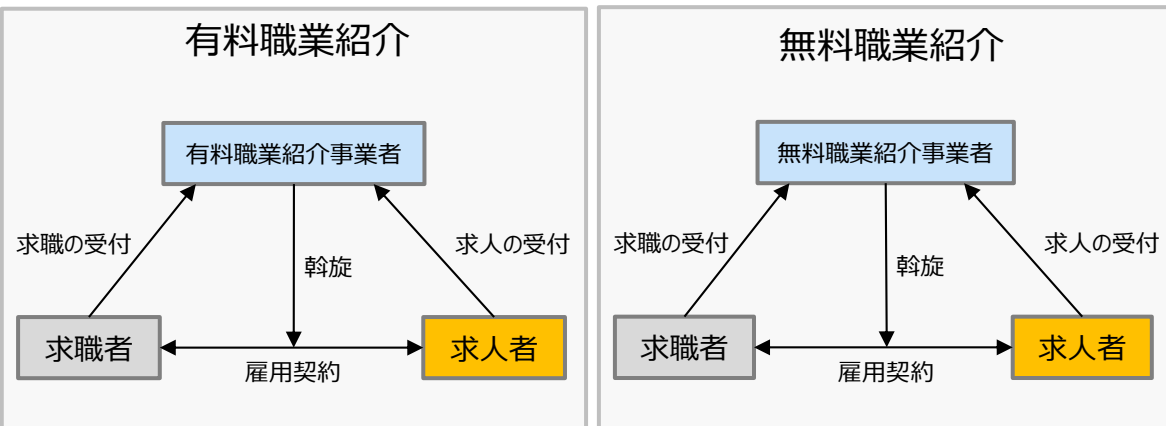 有料職業紹介
有料職業紹介事業者
求職の受付
求人の受付
斡旋
求職者
求人者
雇用契約
無料職業紹介
無料職業紹介事業者
求職の受付
求人の受付
斡旋
求職者
求人者
雇用契約